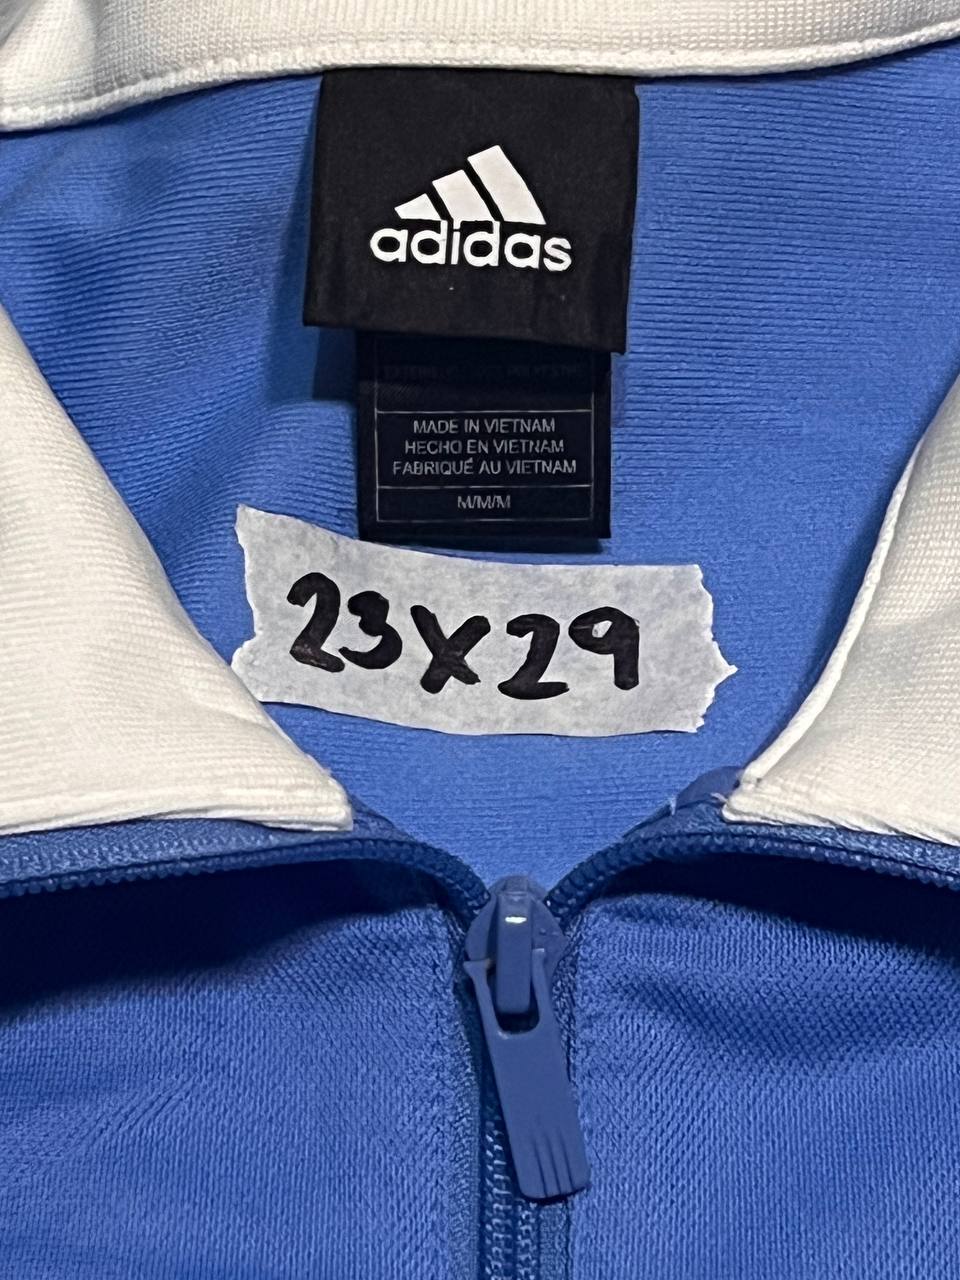 adidas
MADE IN VIETNAM
HECHO EN VIETNAM
FABRIQUÉ AU VIETNAM
M/M/M
23x29